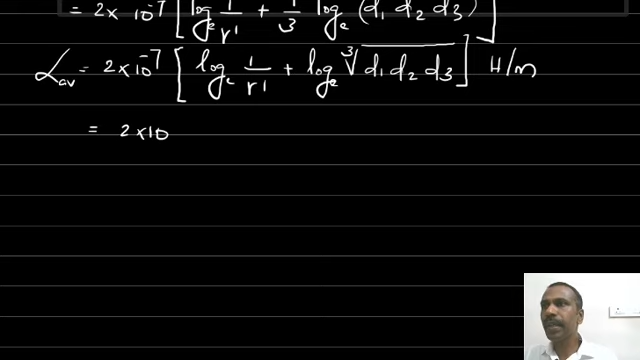 = 2× 10⁻⁷ [ logₑ 1/r' + 1/3 logₑ (d₁ d₂ d₃) ]
Lav = 2×10⁻⁷ [ logₑ 1/r' + logₑ ∛(d₁ d₂ d₃) ] H/m
= 2×10